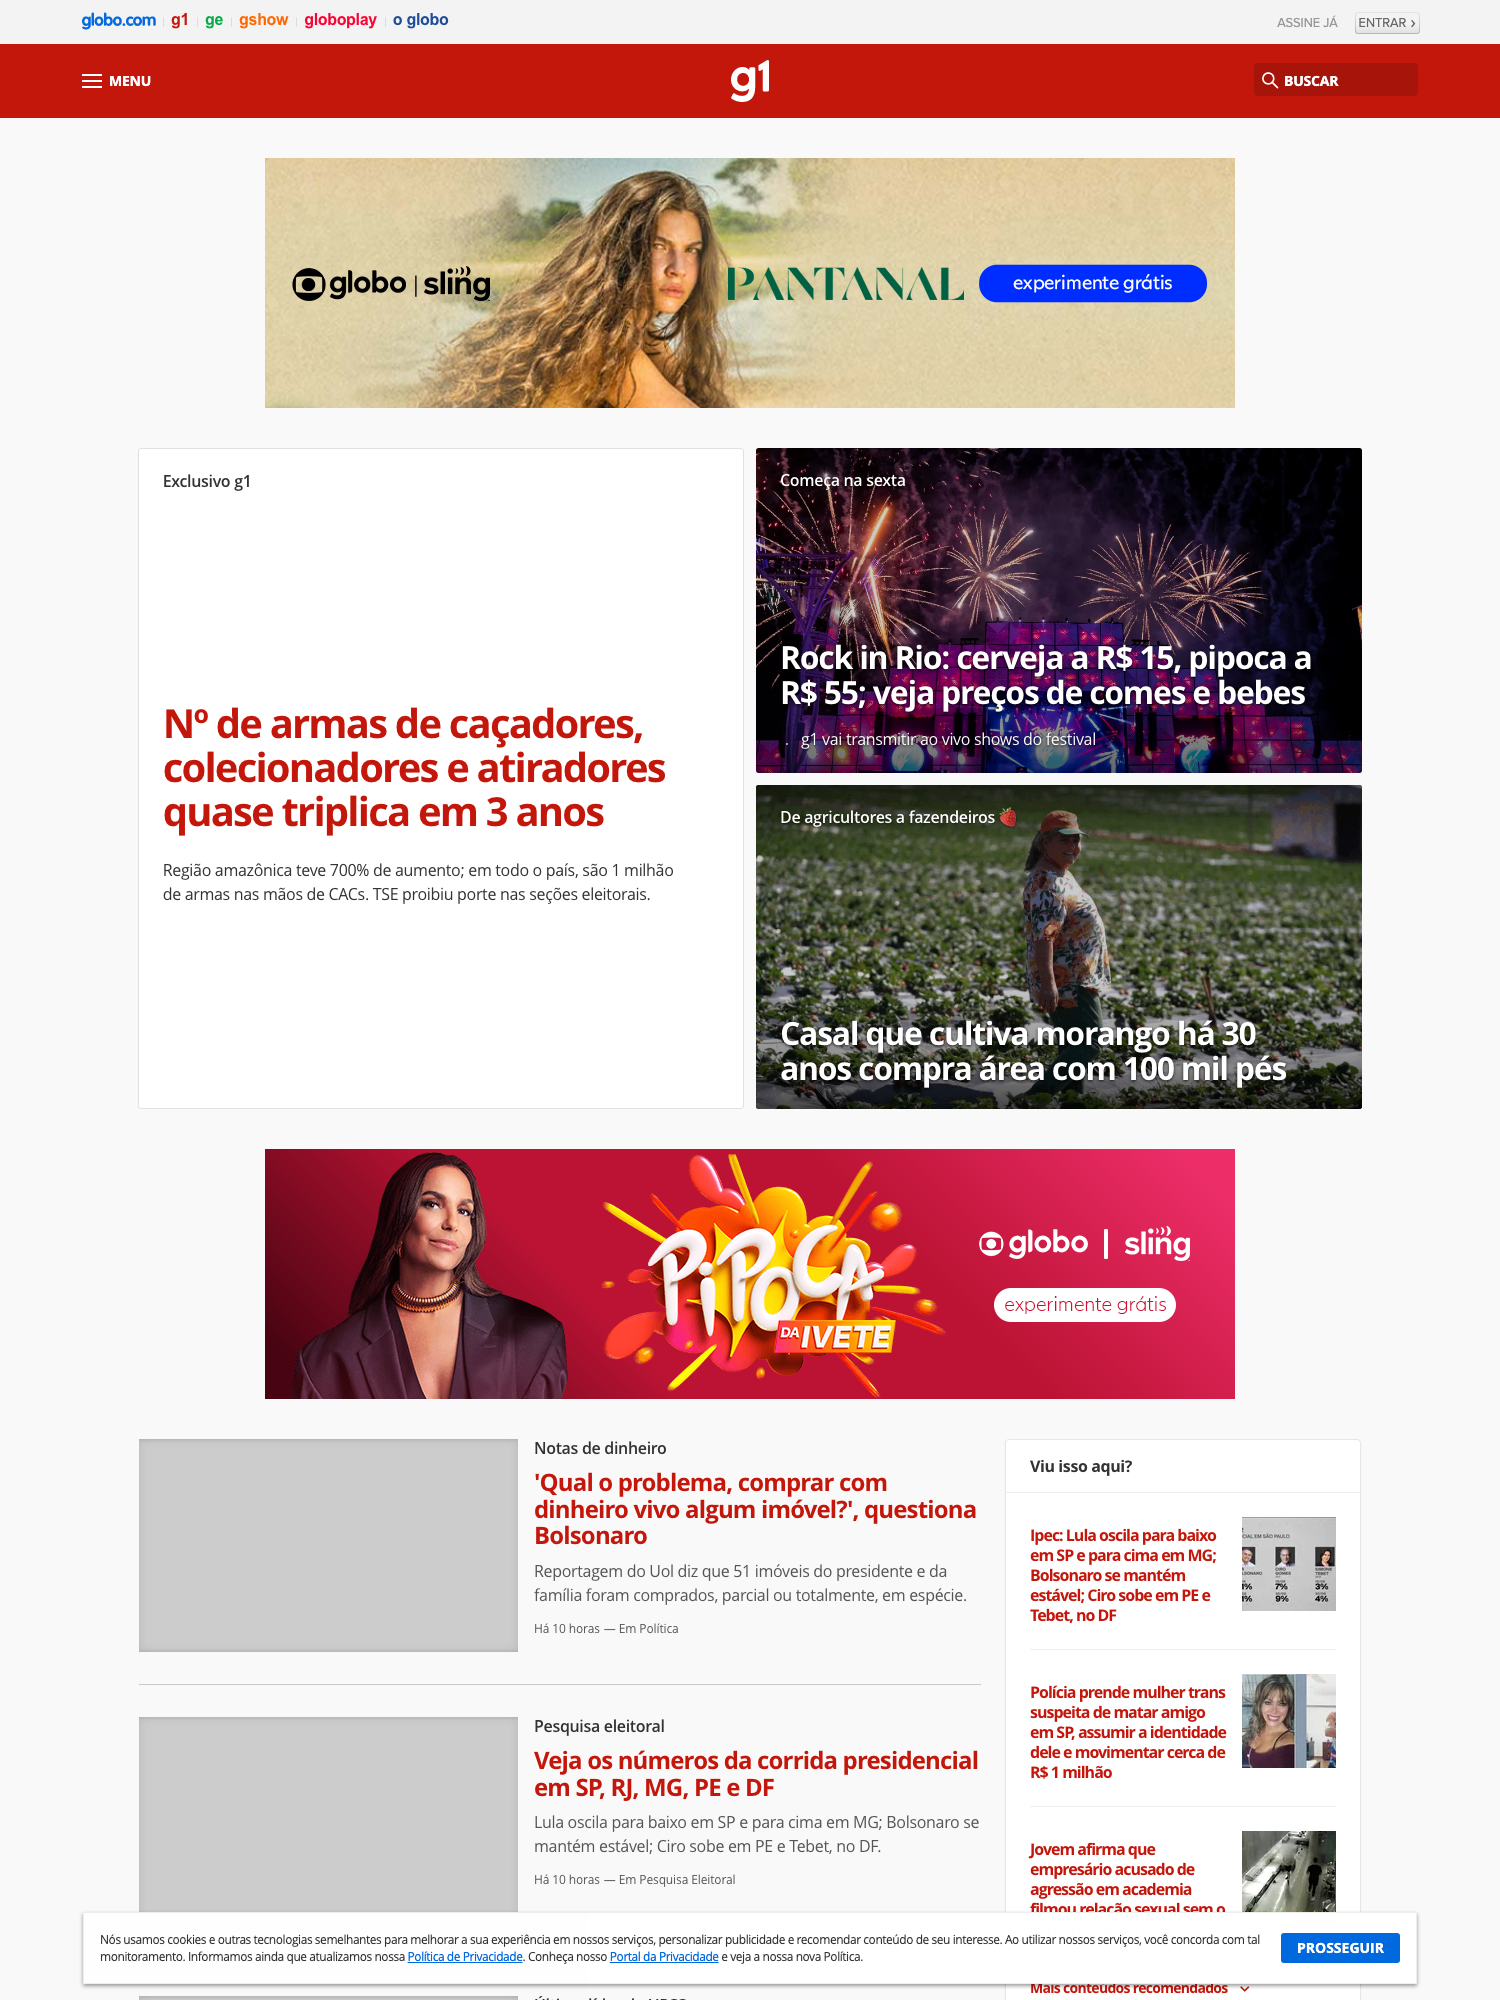 globo.com g1 ge gshow globoplay o globo
ASSINE JÁ ENTRAR ›
MENU
g1
BUSCAR
globo | sling PANTANAL experimente grátis
Exclusivo g1
Nº de armas de caçadores,
colecionadores e atiradores
quase triplica em 3 anos
Região amazônica teve 700% de aumento; em todo o país, são 1 milhão
de armas nas mãos de CACs. TSE proibiu porte nas seções eleitorais.
Começa na sexta
Rock in Rio: cerveja a R$ 15, pipoca a
R$ 55; veja preços de comes e bebes
g1 vai transmitir ao vivo shows do festival
De agricultores a fazendeiros 🍓
Casal que cultiva morango há 30
anos compra área com 100 mil pés
PIPOCA
DA IVETE
globo | sling
experimente grátis
Notas de dinheiro
'Qual o problema, comprar com
dinheiro vivo algum imóvel?', questiona
Bolsonaro
Reportagem do Uol diz que 51 imóveis do presidente e da
família foram comprados, parcial ou totalmente, em espécie.
Há 10 horas — Em Política
Pesquisa eleitoral
Veja os números da corrida presidencial
em SP, RJ, MG, PE e DF
Lula oscila para baixo em SP e para cima em MG; Bolsonaro se
mantém estável; Ciro sobe em PE e Tebet, no DF.
Há 10 horas — Em Pesquisa Eleitoral
Viu isso aqui?
Ipec: Lula oscila para baixo
em SP e para cima em MG;
Bolsonaro se mantém
estável; Ciro sobe em PE e
Tebet, no DF
CIRO GOMES
SIMONE TEBET
7% 3%
9% 4%
Polícia prende mulher trans
suspeita de matar amigo
em SP, assumir a identidade
dele e movimentar cerca de
R$ 1 milhão
Jovem afirma que
empresário acusado de
agressão em academia
filmou relação sexual sem o
Mais conteúdos recomendados
Nós usamos cookies e outras tecnologias semelhantes para melhorar a sua experiência em nossos serviços, personalizar publicidade e recomendar conteúdo de seu interesse. Ao utilizar nossos serviços, você concorda com tal
monitoramento. Informamos ainda que atualizamos nossa Política de Privacidade. Conheça nosso Portal da Privacidade e veja a nossa nova Política.
PROSSEGUIR